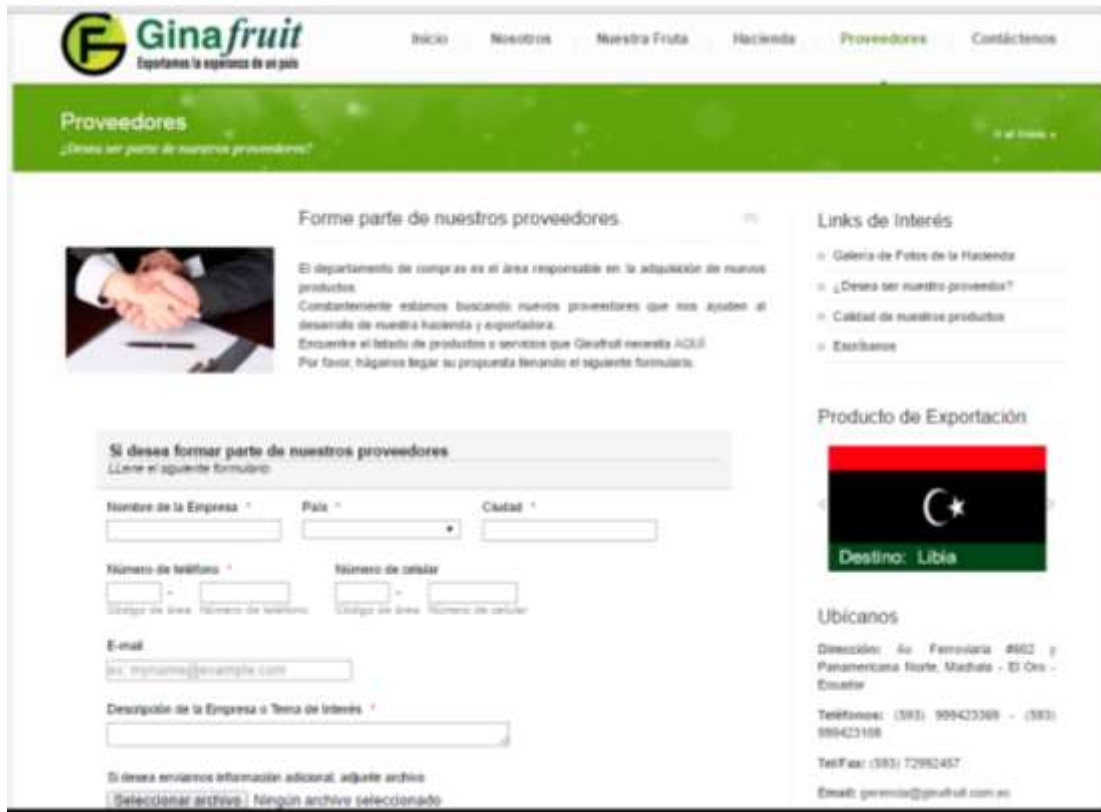 Ginafruit
Exportamos la esperanza de un país
Inicio
Nosotros
Nuestra Fruta
Hacienda
Proveedores
Contáctenos
Proveedores
¿Desea ser parte de nuestros proveedores?
Forme parte de nuestros proveedores
El departamento de compras es el área responsable en la adquisición de nuevos
productos.
Constantemente estamos buscando nuevos proveedores que nos ayuden al
desarrollo de nuestra hacienda y exportadora.
Encuentre el listado de productos o servicios que Ginafruit necesita AQUÍ
Por favor, háganos llegar su propuesta llenando el siguiente formulario.
Si desea formar parte de nuestros proveedores
LLene el siguiente formulario
Nombre de la Empresa *
País *
Ciudad *
Número de teléfono *
Número de celular
-
-
Código de área Número de teléfono
Código de área Número de celular
E-mail
ex: myname@example.com
Descripción de la Empresa o Tema de Interés *
Si desea enviarnos información adicional, adjunte archivo
Seleccionar archivo Ningún archivo seleccionado
Links de Interés
Galería de Fotos de la Hacienda
¿Desea ser nuestro proveedor?
Calidad de nuestros productos
Escríbanos
Producto de Exportación
Destino: Libia
Ubícanos
Dirección: Av. Ferroviaria #602 y
Panamericana Norte, Machala - El Oro -
Ecuador
Teléfonos: (593) 999423369 - (593)
999423108
Tel/Fax: (593) 72992457
Email: gerencia@ginafruit.com.ec